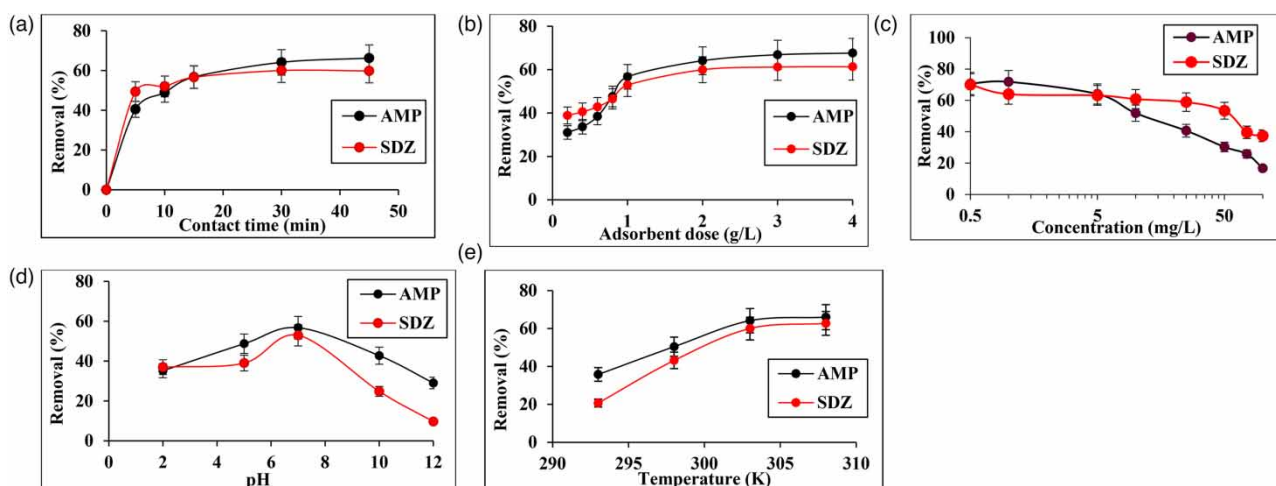 (a)
80
60
40
20
0
Removal (%)
AMP
SDZ
0 10 20 30 40 50
Contact time (min)
(b)
80
60
40
20
0
Removal (%)
AMP
SDZ
0 1 2 3 4
Adsorbent dose (g/L)
(c)
100
80
60
40
20
0
Removal (%)
AMP
SDZ
0.5 5 50
Concentration (mg/L)
(d)
80
60
40
20
0
Removal (%)
AMP
SDZ
0 2 4 6 8 10 12
pH
(e)
80
60
40
20
0
Removal (%)
AMP
SDZ
290 295 300 305 310
Temperature (K)